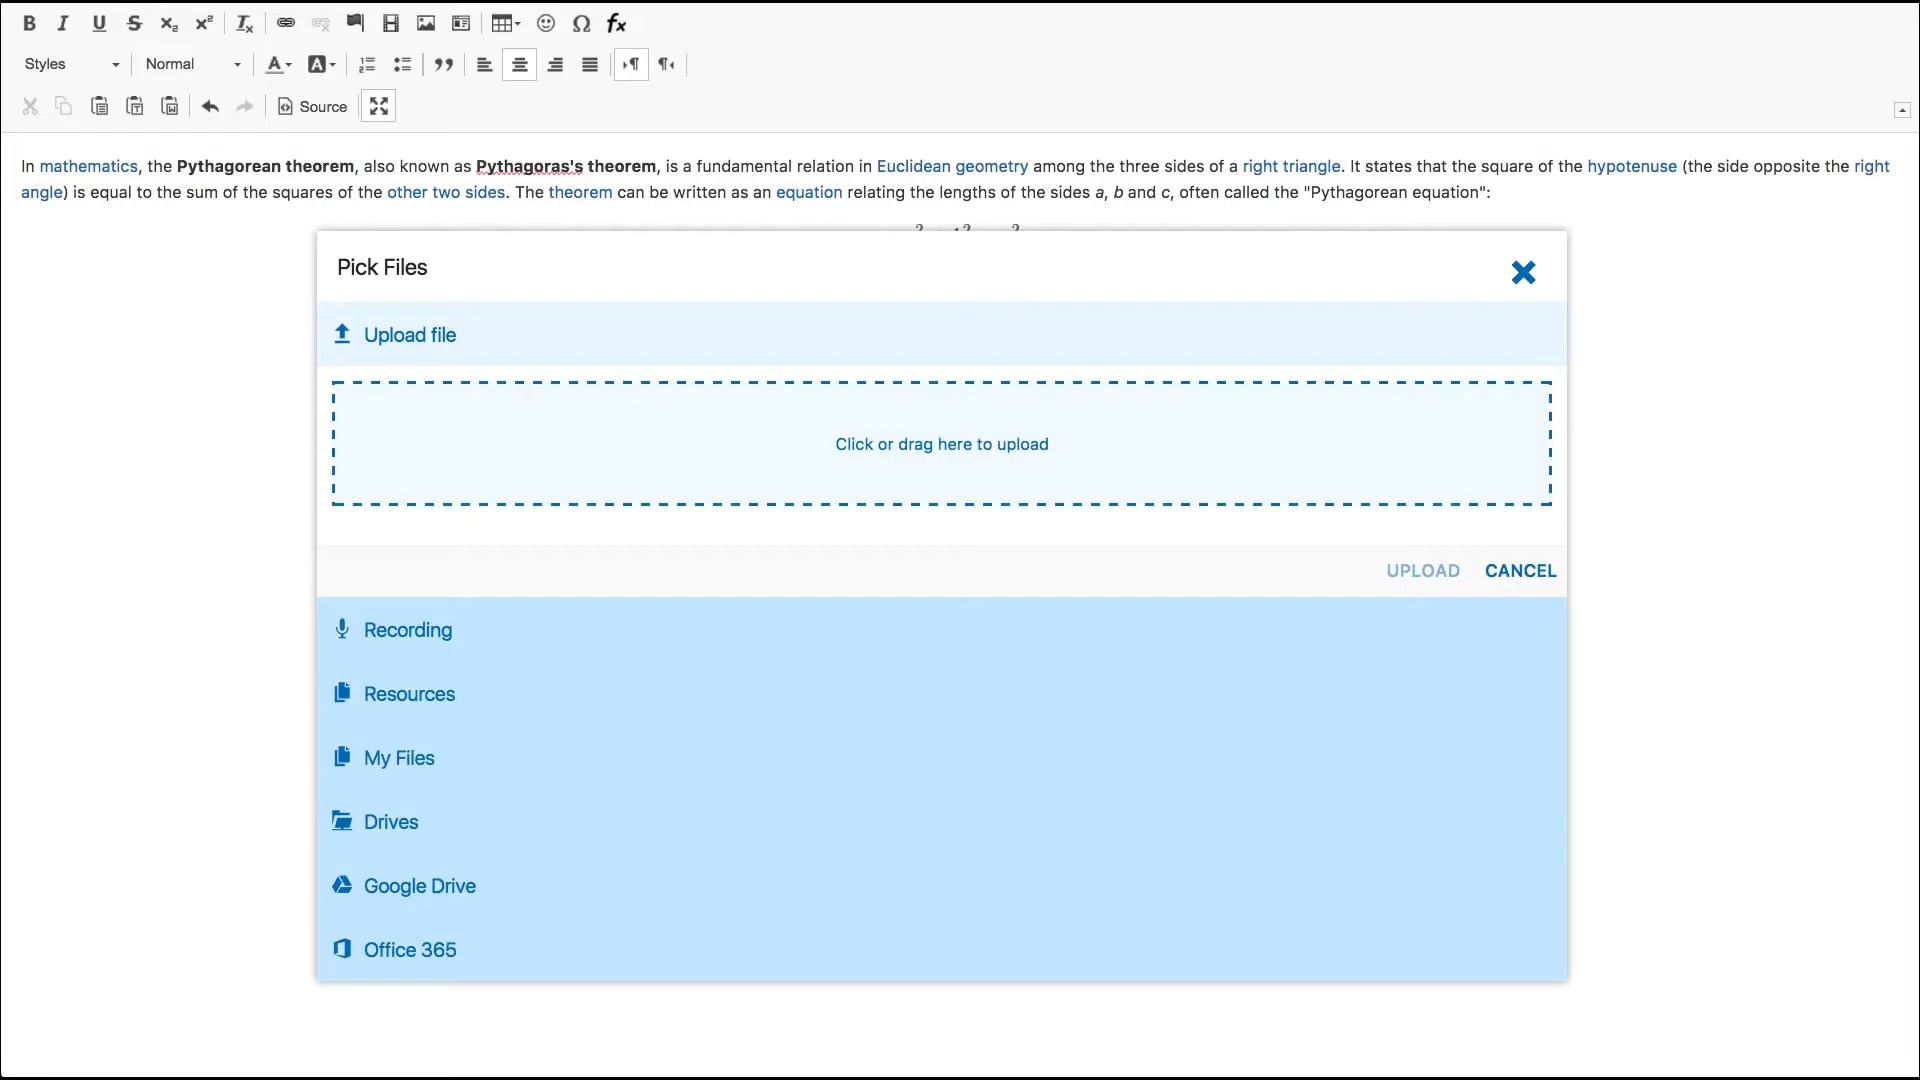 B I U S x₂ x² Tx Ω fx
Styles Normal A A
Source
In mathematics, the Pythagorean theorem, also known as Pythagoras's theorem, is a fundamental relation in Euclidean geometry among the three sides of a right triangle. It states that the square of the hypotenuse (the side opposite the right
angle) is equal to the sum of the squares of the other two sides. The theorem can be written as an equation relating the lengths of the sides a, b and c, often called the "Pythagorean equation":
Pick Files
Upload file
Click or drag here to upload
UPLOAD CANCEL
Recording
Resources
My Files
Drives
Google Drive
Office 365